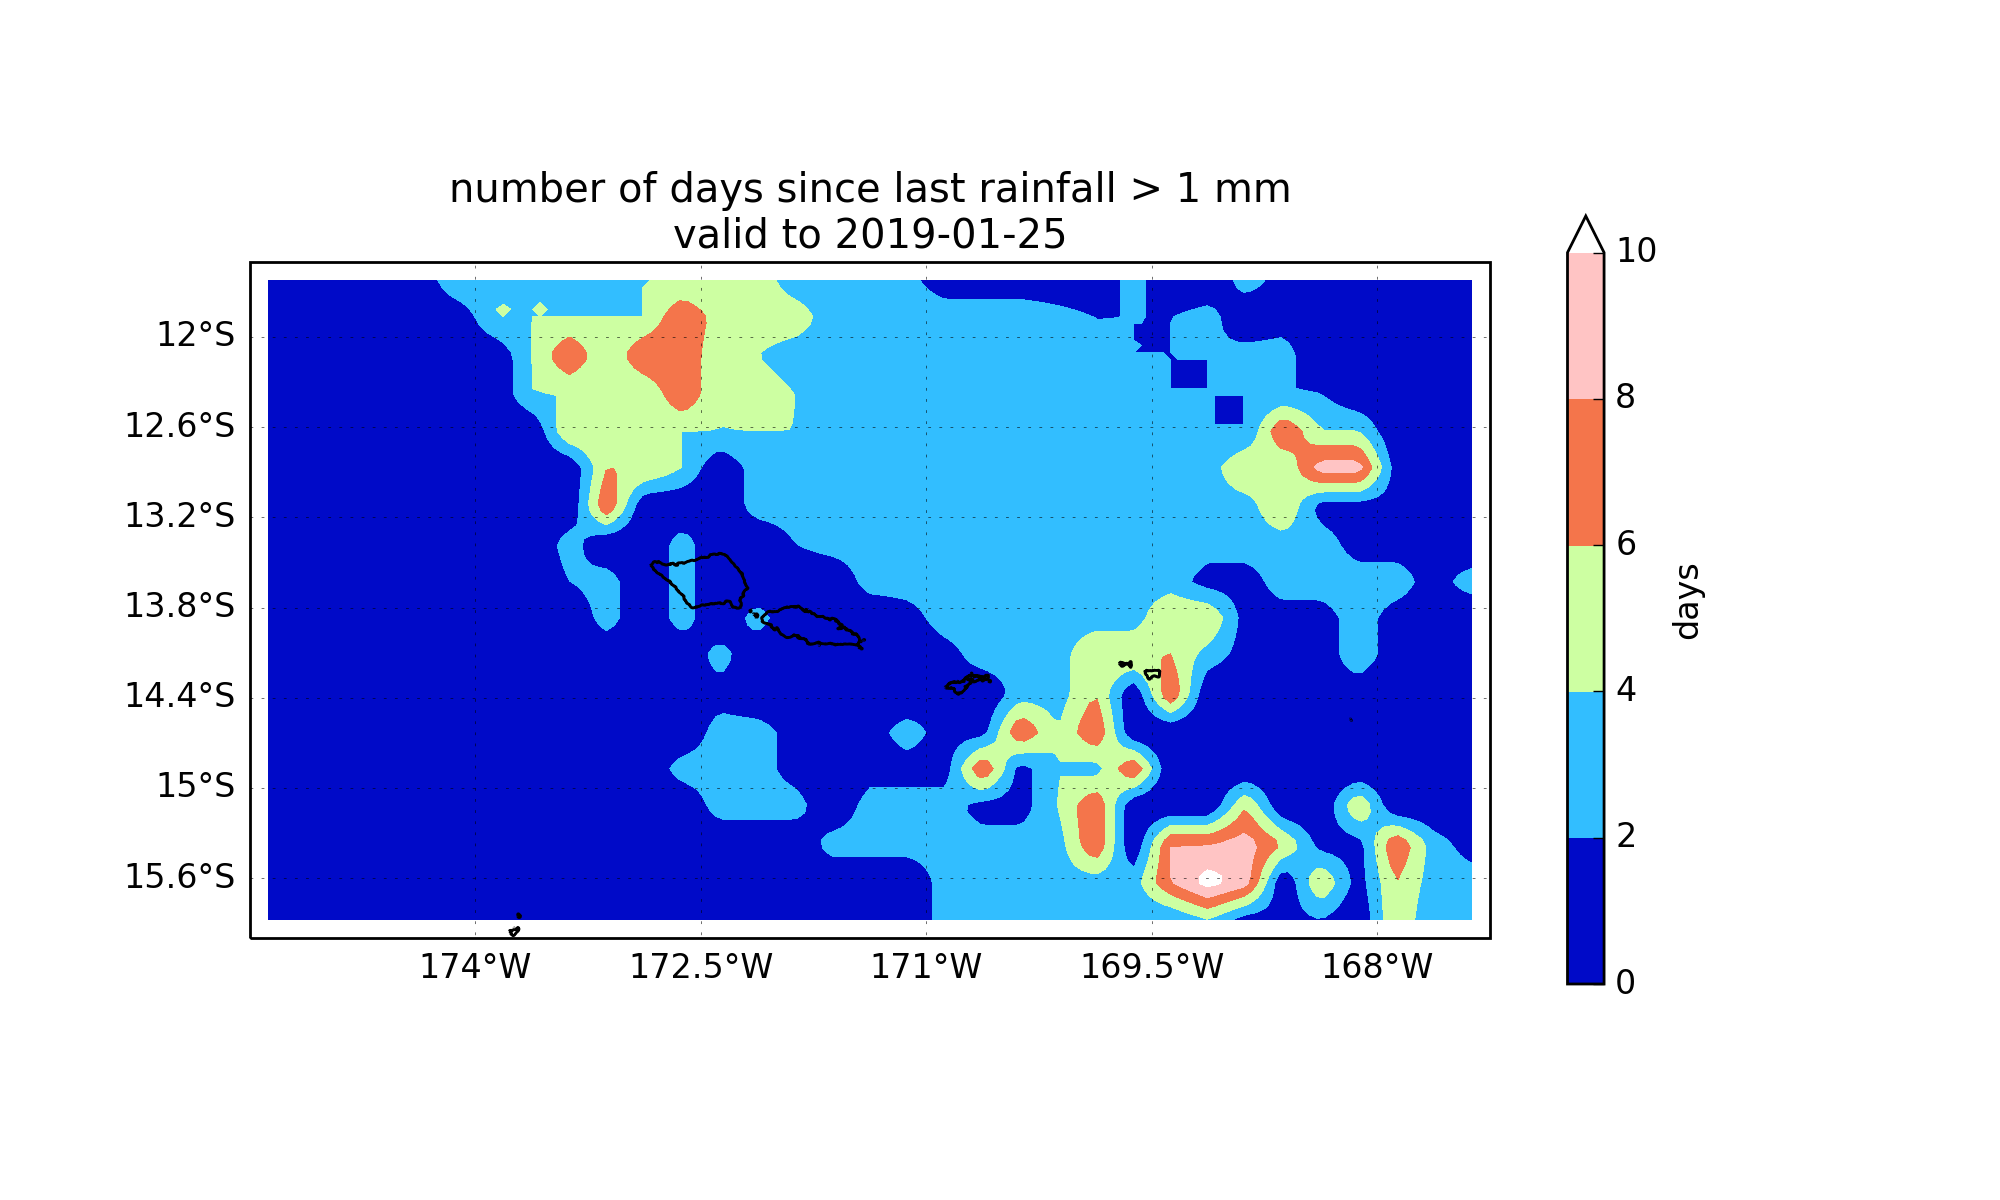 number of days since last rainfall > 1 mm
valid to 2019-01-25
12°S
12.6°S
13.2°S
13.8°S
14.4°S
15°S
15.6°S
174°W 172.5°W 171°W 169.5°W 168°W
10
8
6
4
2
0
days